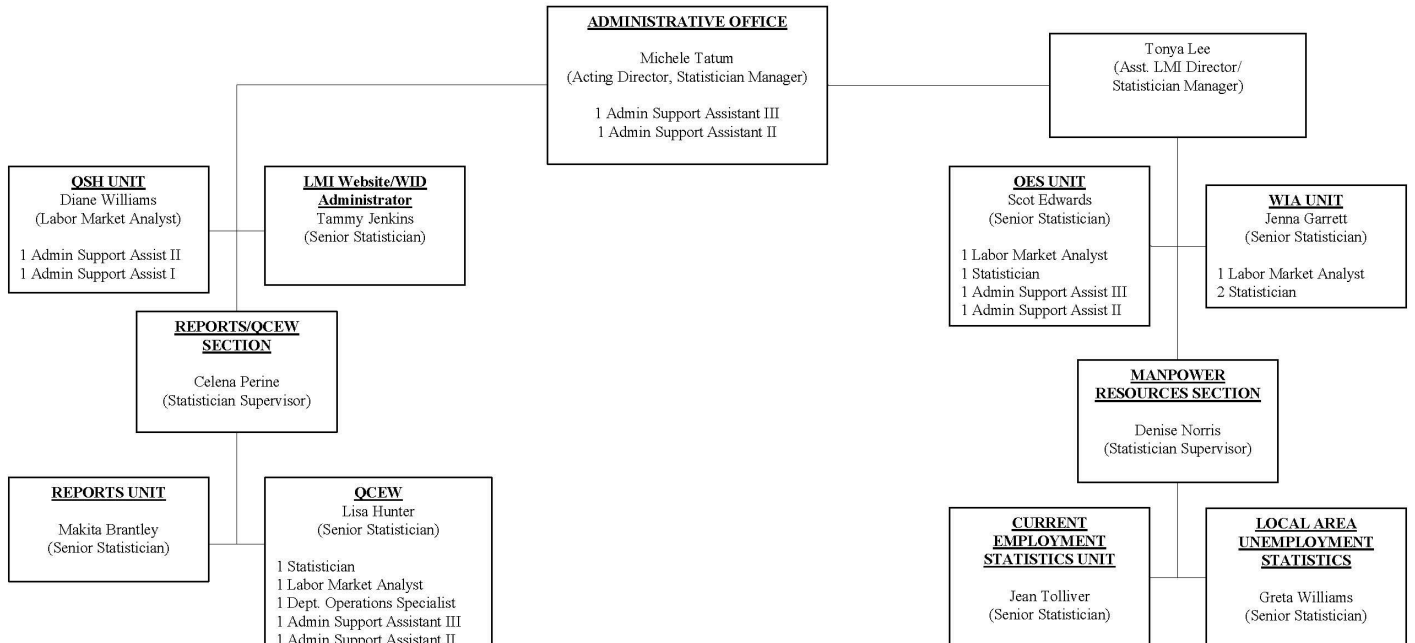 ADMINISTRATIVE OFFICE
Michele Tatum
(Acting Director, Statistician Manager)
1 Admin Support Assistant III
1 Admin Support Assistant II
Tonya Lee
(Asst. LMI Director/
Statistician Manager)
OSH UNIT
Diane Williams
(Labor Market Analyst)
1 Admin Support Assist II
1 Admin Support Assist I
LMI Website/WID
Administrator
Tammy Jenkins
(Senior Statistician)
OES UNIT
Scot Edwards
(Senior Statistician)
1 Labor Market Analyst
1 Statistician
1 Admin Support Assist III
1 Admin Support Assist II
WIA UNIT
Jenna Garrett
(Senior Statistician)
1 Labor Market Analyst
2 Statistician
REPORTS/QCEW
SECTION
Celena Perine
(Statistician Supervisor)
MANPOWER
RESOURCES SECTION
Denise Norris
(Statistician Supervisor)
REPORTS UNIT
Makita Brantley
(Senior Statistician)
QCEW
Lisa Hunter
(Senior Statistician)
1 Statistician
1 Labor Market Analyst
1 Dept. Operations Specialist
1 Admin Support Assistant III
1 Admin Support Assistant II
CURRENT
EMPLOYMENT
STATISTICS UNIT
Jean Tolliver
(Senior Statistician)
LOCAL AREA
UNEMPLOYMENT
STATISTICS
Greta Williams
(Senior Statistician)